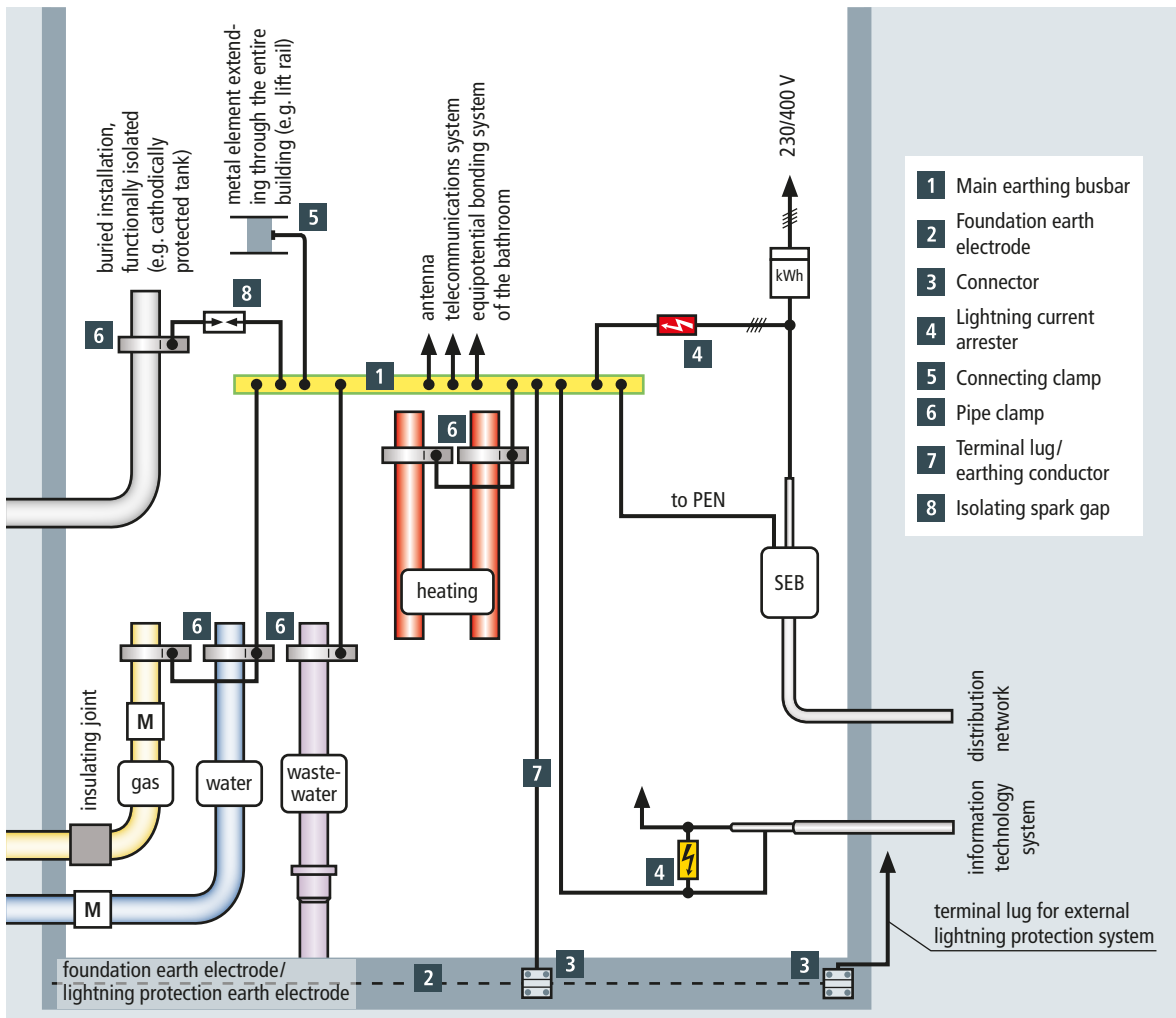 buried installation,
functionally isolated
(e.g. cathodically
protected tank)
metal element extend-
ing through the entire
building (e.g. lift rail)
5
8
6
antenna
telecommunications system
equipotential bonding system
of the bathroom
230/400 V
kWh
4
1
6
heating
to PEN
SEB
1 Main earthing busbar
2 Foundation earth
electrode
3 Connector
4 Lightning current
arrester
5 Connecting clamp
6 Pipe clamp
7 Terminal lug/
earthing conductor
8 Isolating spark gap
6
6
insulating joint
M
gas
water
waste-
water
M
7
4
distribution
network
information
technology
system
terminal lug for external
lightning protection system
foundation earth electrode/
lightning protection earth electrode
2
3
3